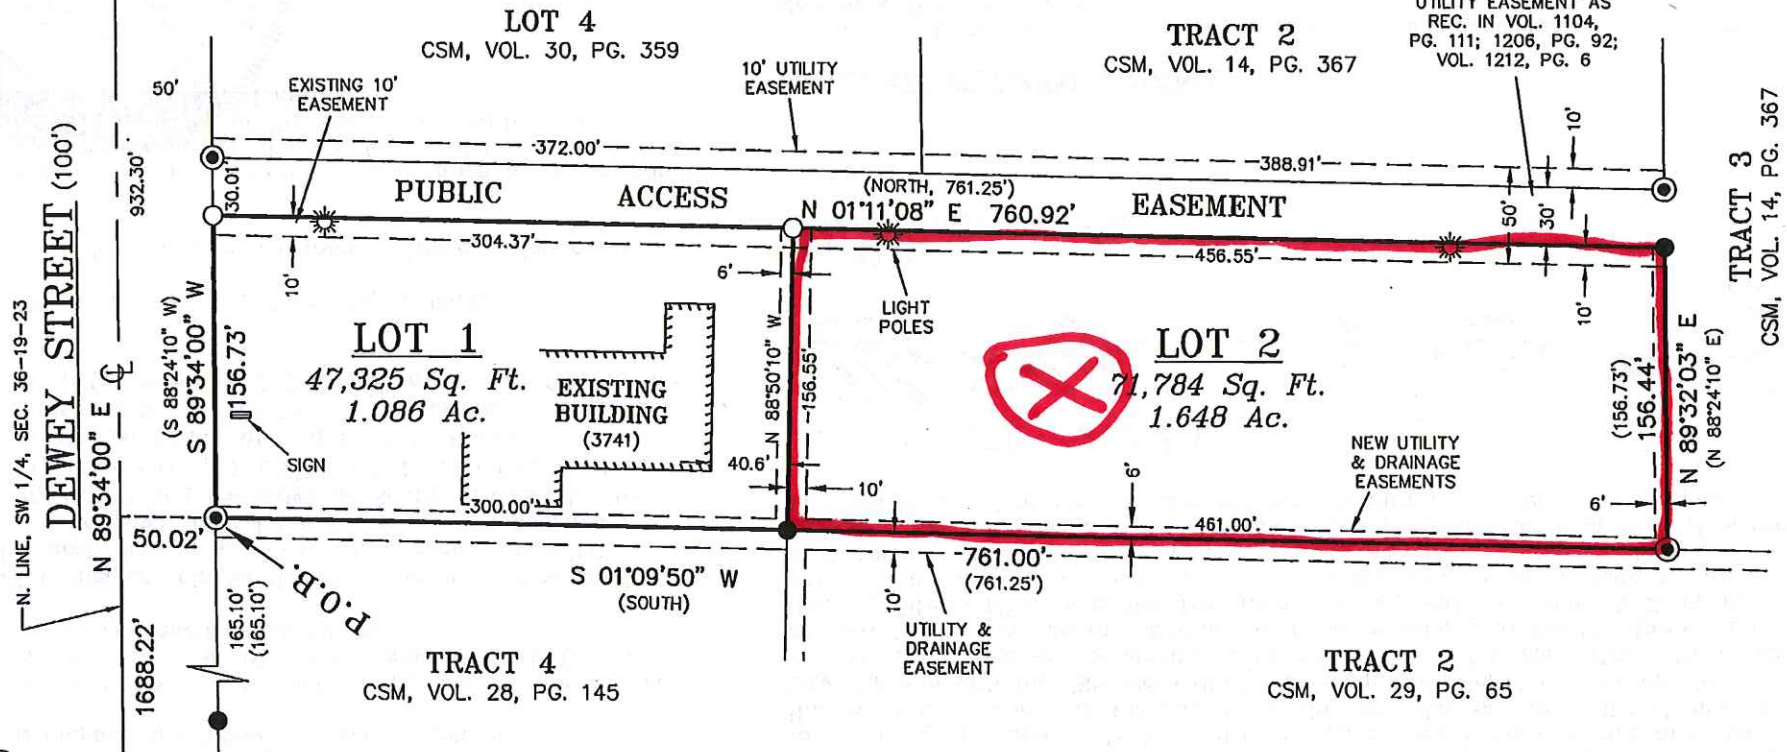 LOT 4
CSM, VOL. 30, PG. 359
TRACT 2
CSM, VOL. 14, PG. 367
UTILITY EASEMENT AS
REC. IN VOL. 1104,
PG. 111; 1206, PG. 92;
VOL. 1212, PG. 6
50'
EXISTING 10'
EASEMENT
10' UTILITY
EASEMENT
932.30'
30.01'
372.00'
388.91'
10'
PUBLIC ACCESS EASEMENT
(NORTH, 761.25')
N 01°11'08" E 760.92'
50'
30'
10'
10'
304.37'
456.55'
6'
LIGHT
POLES
TRACT 3
CSM, VOL. 14, PG. 367
DEWEY STREET (100")
N. LINE, SW 1/4, SEC. 36-19-23
N 89°34'00" E
(S 88°24'10" W)
S 89°34'00" W
156.73'
LOT 1
47,325 Sq. Ft.
1.086 Ac.
EXISTING
BUILDING
(3741)
SIGN
N 88°50'10" W
156.55'
LOT 2
71,784 Sq. Ft.
1.648 Ac.
(156.73')
156.44'
N 89°32'03" E
(N 88°24'10" E)
NEW UTILITY
& DRAINAGE
EASEMENTS
40.6'
10'
6'
6'
300.00'
461.00'
50.02'
P.O.B.
S 01°09'50" W
(SOUTH)
761.00'
(761.25')
10'
UTILITY &
DRAINAGE
EASEMENT
165.10'
(165.10')
1688.22'
TRACT 4
CSM, VOL. 28, PG. 145
TRACT 2
CSM, VOL. 29, PG. 65